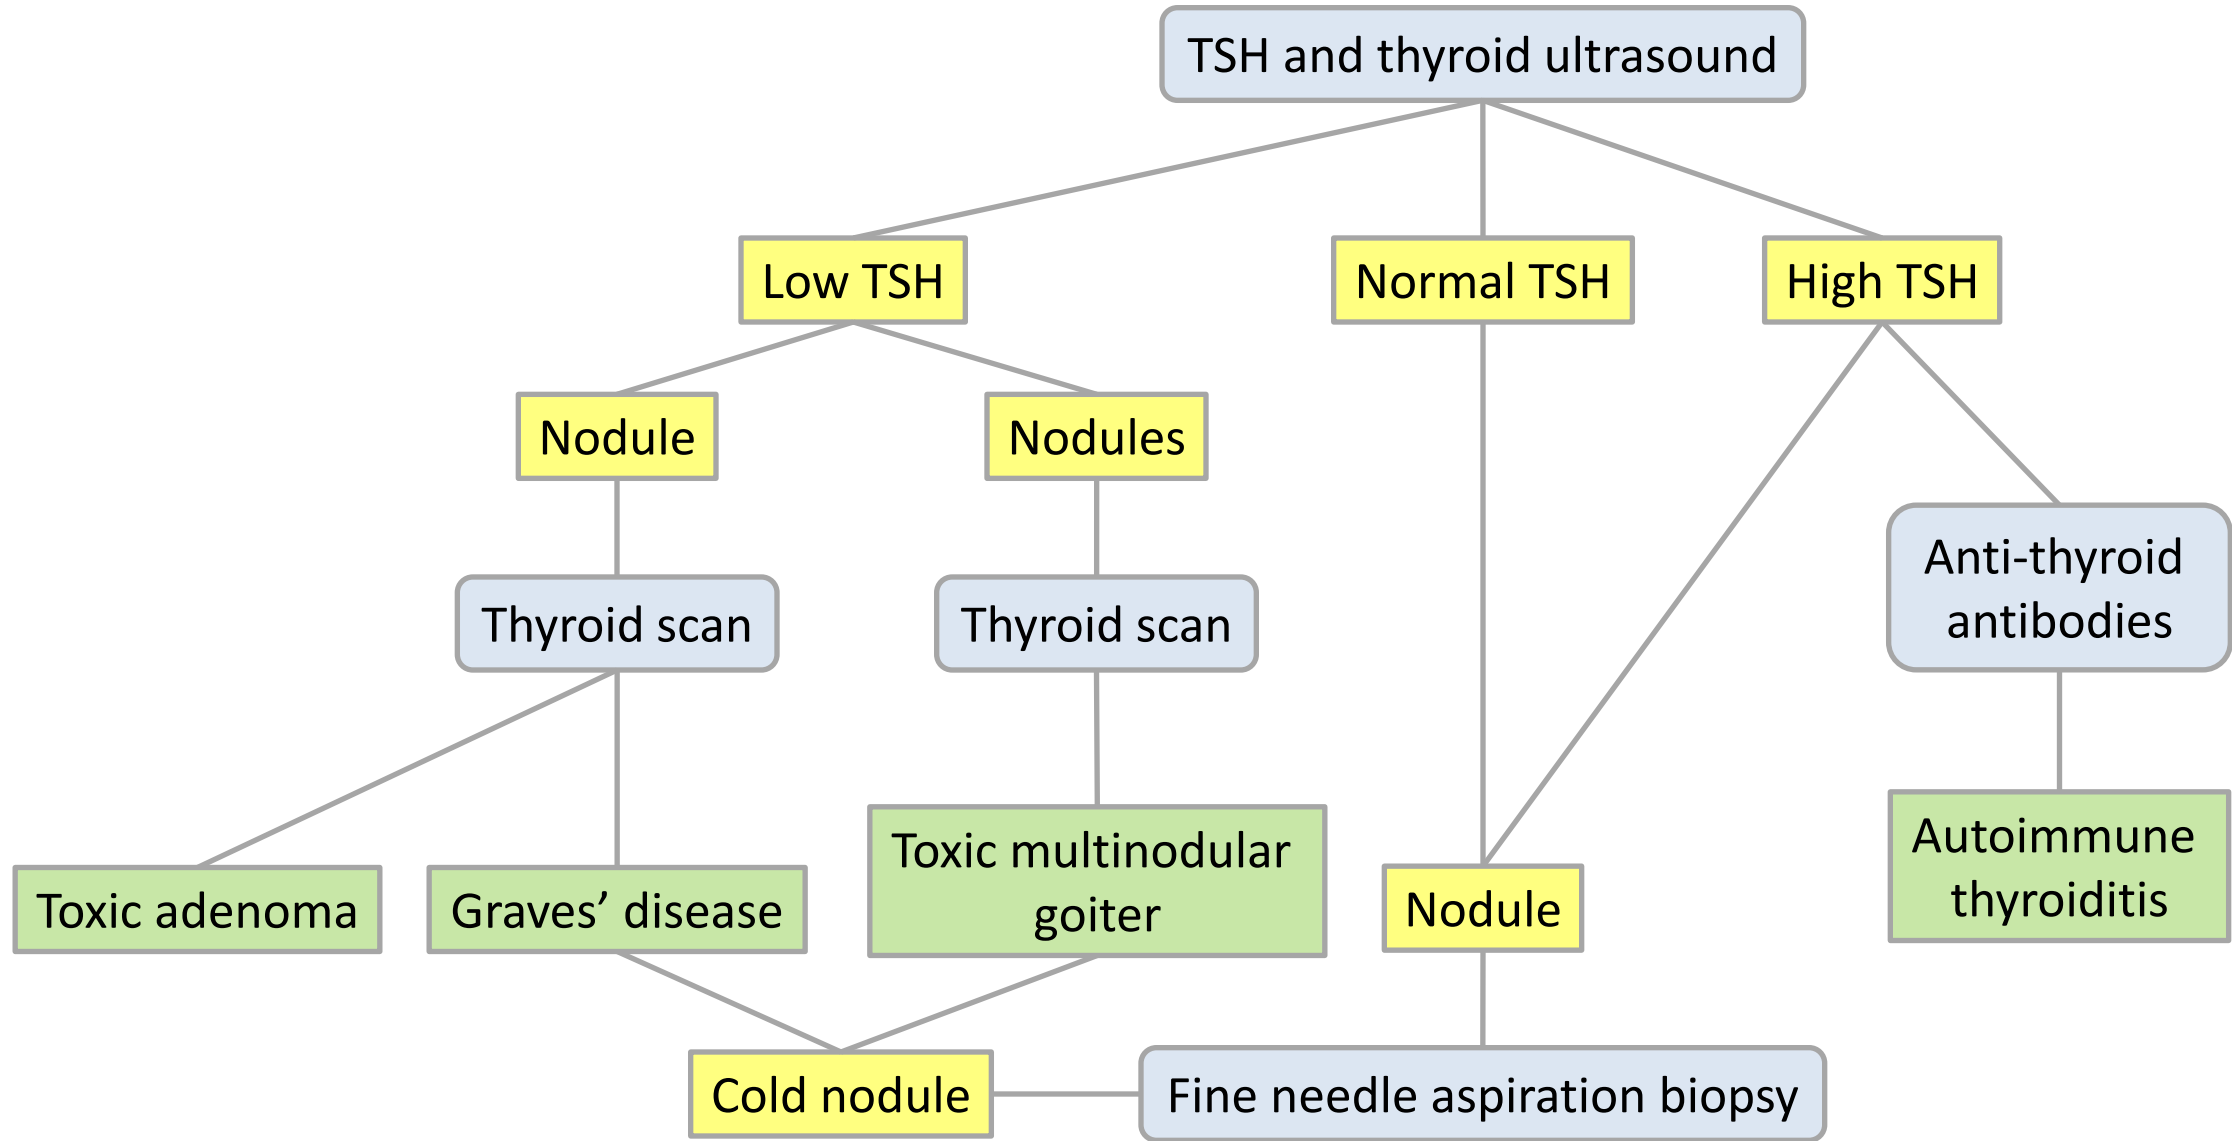 TSH and thyroid ultrasound
Low TSH
Normal TSH
High TSH
Nodule
Nodules
Thyroid scan
Thyroid scan
Anti-thyroid
antibodies
Toxic adenoma
Graves’ disease
Toxic multinodular
goiter
Nodule
Autoimmune
thyroiditis
Cold nodule
Fine needle aspiration biopsy